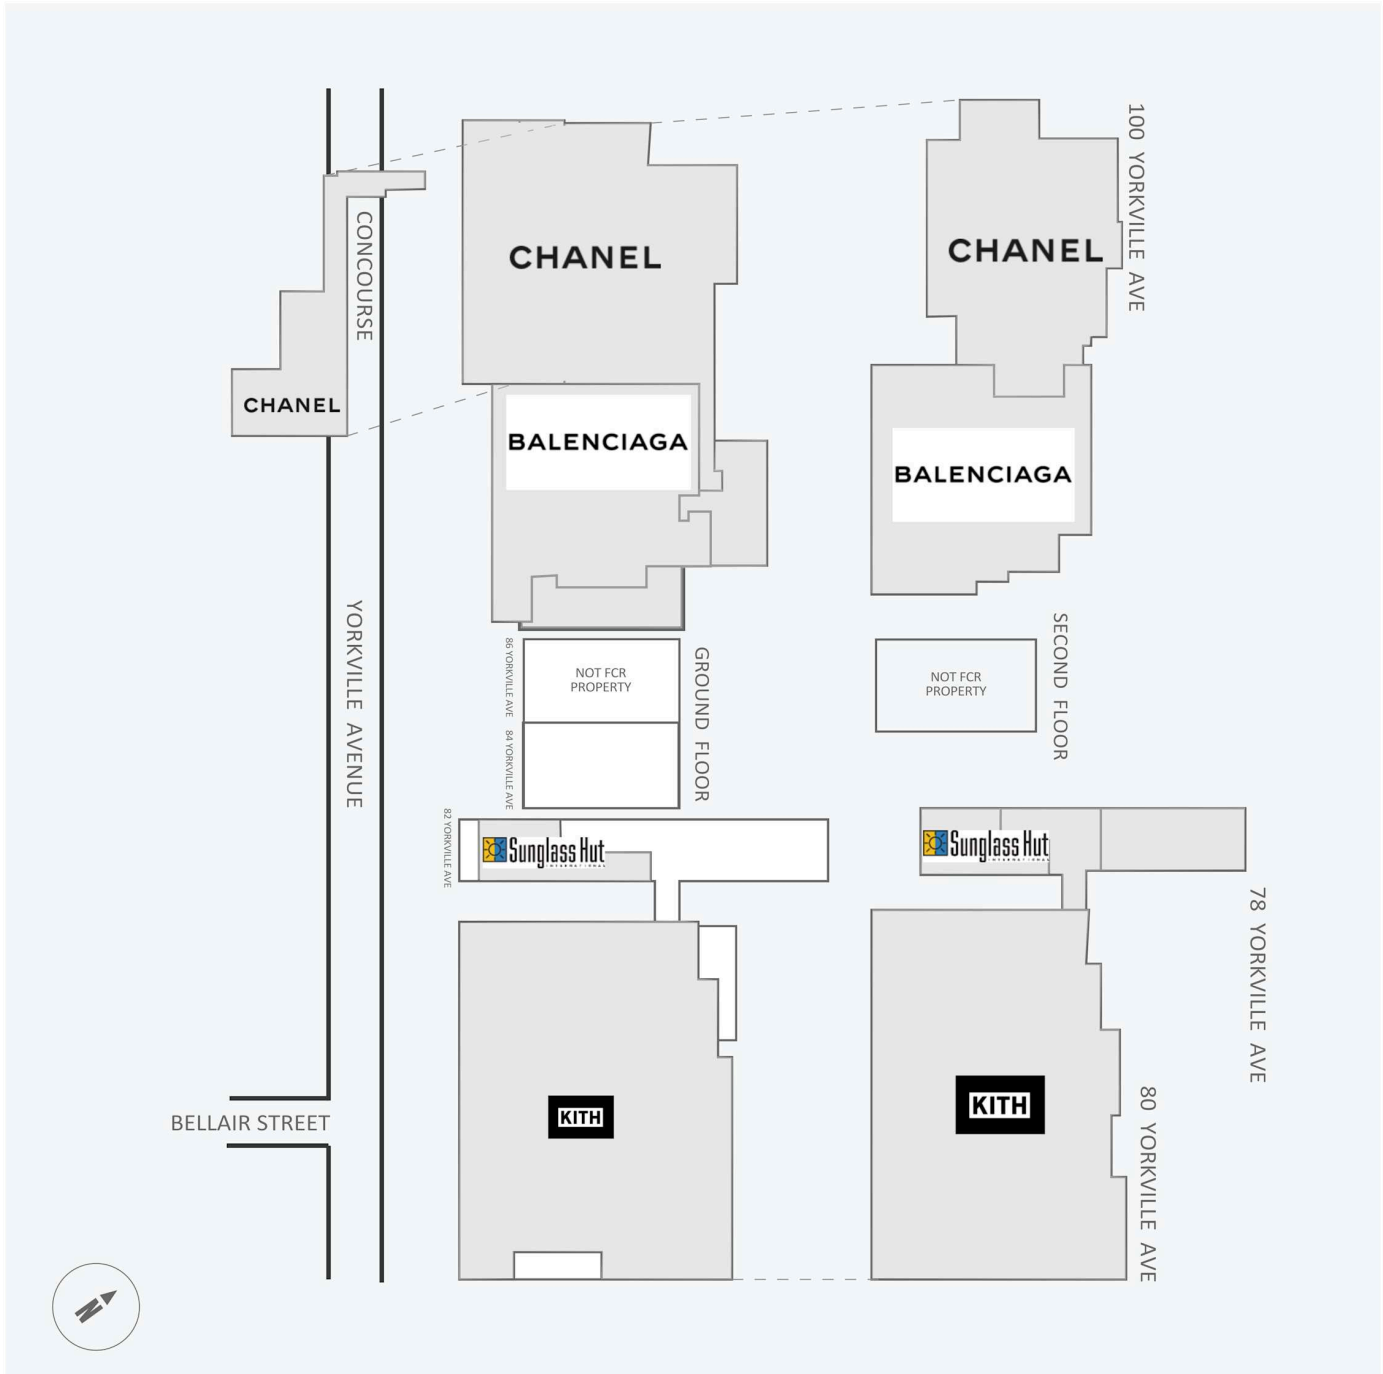 100 YORKVILLE AVE
CONCOURSE
CHANEL
CHANEL
CHANEL
BALENCIAGA
BALENCIAGA
YORKVILLE AVENUE
86 YORKVILLE AVE
NOT FCR
PROPERTY
GROUND FLOOR
NOT FCR
PROPERTY
SECOND FLOOR
84 YORKVILLE AVE
82 YORKVILLE AVE
Sunglass Hut
INTERNATIONAL
Sunglass Hut
INTERNATIONAL
78 YORKVILLE AVE
KITH
KITH
80 YORKVILLE AVE
BELLAIR STREET
N